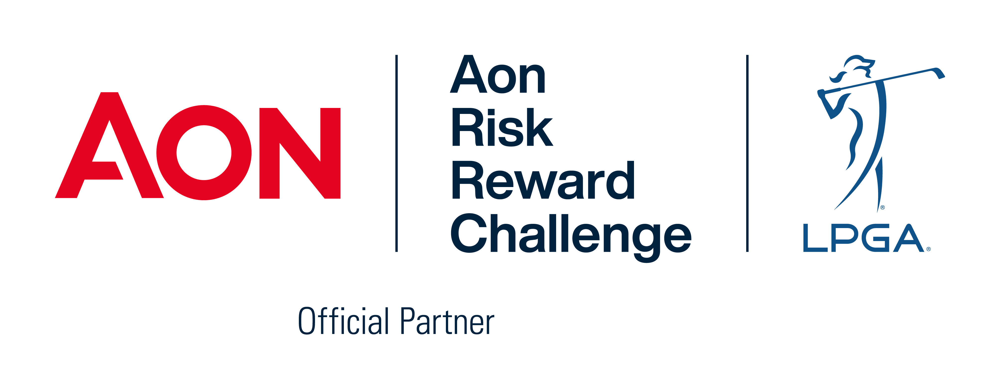 AON
Aon
Risk
Reward
Challenge
®
LPGA®
Official Partner